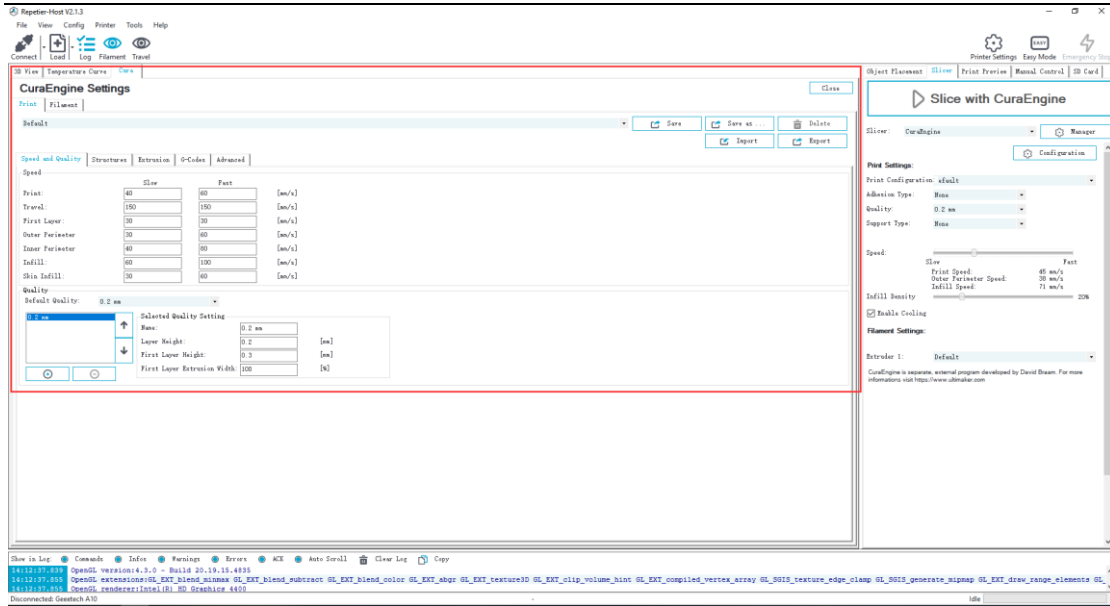 Repetier-Host V2.1.3
File View Config Printer Tools Help
Connect Load Log Filament Travel Printer Settings Easy Mode Emergency Stop
EASY
3D View Temperature Curve Cura
Object Placement Slicer Print Preview Manual Control SD Card
CuraEngine Settings Close
Print Filament
Default Save Save as ... Delete
Import Export
Speed and Quality Structures Extrusion G-Codes Advanced
Speed
Slow Fast
Print: 40 60 [mm/s]
Travel: 150 150 [mm/s]
First Layer: 30 30 [mm/s]
Outer Perimeter 30 60 [mm/s]
Inner Perimeter 40 80 [mm/s]
Infill: 60 100 [mm/s]
Skin Infill: 30 60 [mm/s]
Quality
Default Quality: 0.2 mm
0.2 mm
Selected Quality Setting
Name: 0.2 mm
Layer Height: 0.2 [mm]
First Layer Height: 0.3 [mm]
First Layer Extrusion Width: 100 [%]
Slice with CuraEngine
Slicer: CuraEngine Manager
Configuration
Print Settings:
Print Configuration: efault
Adhesion Type: None
Quality: 0.2 mm
Support Type: None
Speed:
Slow Fast
Print Speed: 45 mm/s
Outer Perimeter Speed: 38 mm/s
Infill Speed: 71 mm/s
Infill Density 20%
Enable Cooling
Filament Settings:
Extruder 1: Default
CuraEngine is separate, external program developed by David Braam. For more
informations visit https://www.ultimaker.com
Show in Log: Commands Infos Warnings Errors ACK Auto Scroll Clear Log Copy
14:12:37.839 OpenGL version:4.3.0 - Build 20.19.15.4835
14:12:37.855 OpenGL extensions:GL_EXT_blend_minmax GL_EXT_blend_subtract GL_EXT_blend_color GL_EXT_abgr GL_EXT_texture3D GL_EXT_clip_volume_hint GL_EXT_compiled_vertex_array GL_SGIS_texture_edge_clamp GL_SGIS_generate_mipmap GL_EXT_draw_range_elements GL_
14:12:37.855 OpenGL renderer:Intel(R) HD Graphics 4400
Disconnected: Geeetech A10 - Idle